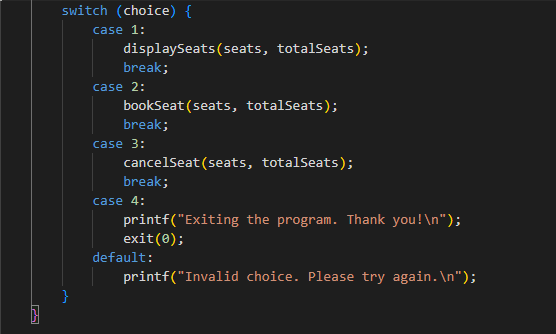 switch (choice) {
case 1:
displaySeats(seats, totalSeats);
break;
case 2:
bookSeat(seats, totalSeats);
break;
case 3:
cancelSeat(seats, totalSeats);
break;
case 4:
printf("Exiting the program. Thank you!\n");
exit(0);
default:
printf("Invalid choice. Please try again.\n");
}
}